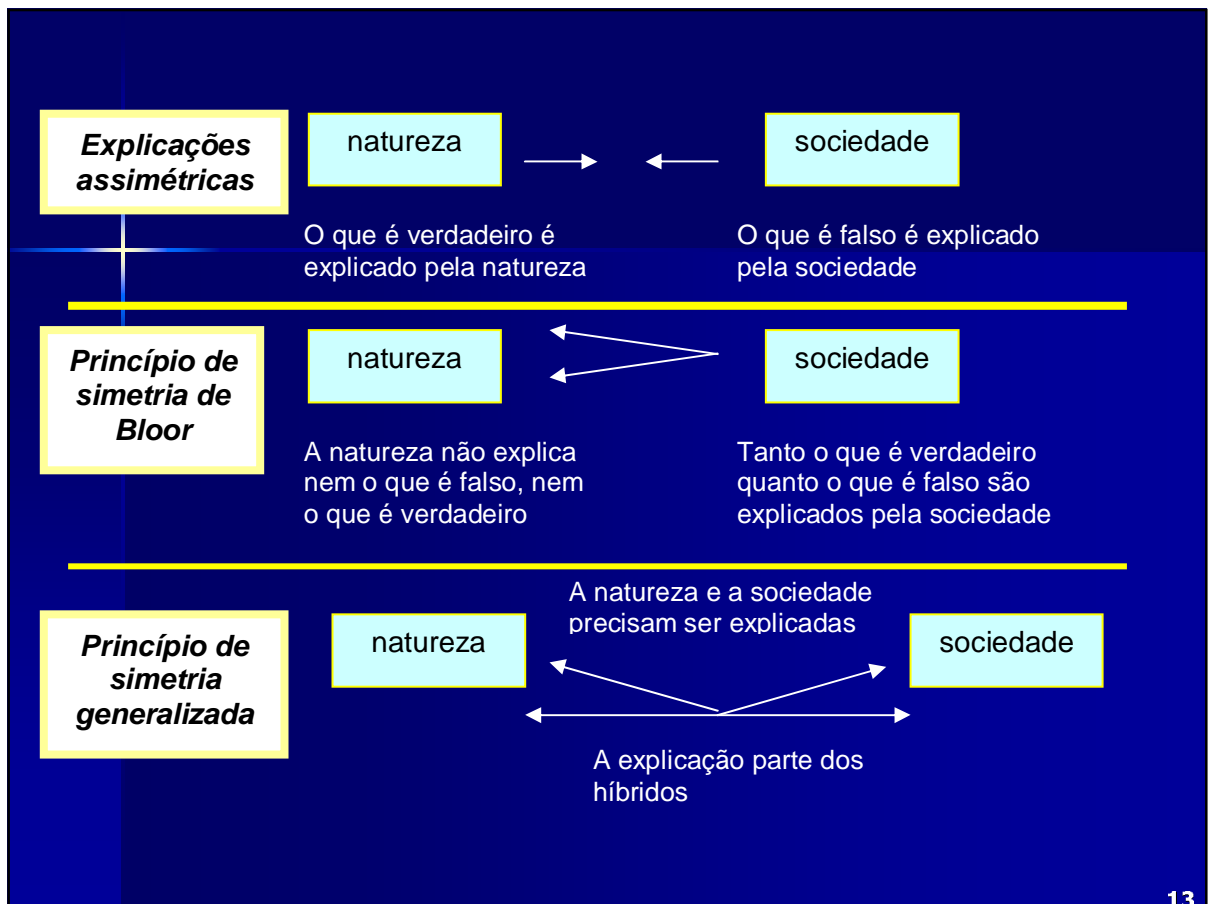 Explicações
assimétricas
natureza
sociedade
O que é verdadeiro é
explicado pela natureza
O que é falso é explicado
pela sociedade
Princípio de
simetria de
Bloor
natureza
sociedade
A natureza não explica
nem o que é falso, nem
o que é verdadeiro
Tanto o que é verdadeiro
quanto o que é falso são
explicados pela sociedade
Princípio de
simetria
generalizada
natureza
A natureza e a sociedade
precisam ser explicadas
sociedade
A explicação parte dos
híbridos
13